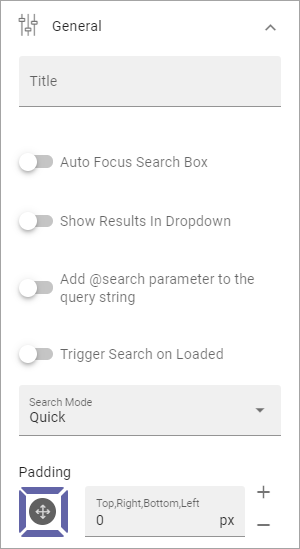 General
Title
Auto Focus Search Box
Show Results In Dropdown
Add @search parameter to the
query string
Trigger Search on Loaded
Search Mode
Quick
Padding
Top,Right,Bottom,Left
0 px